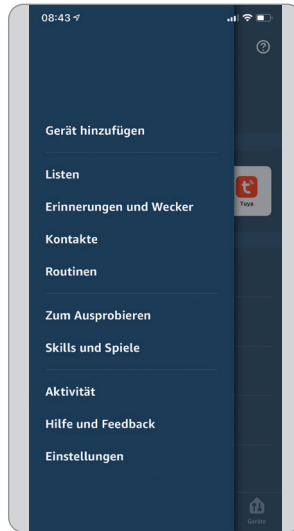 08:43
Gerät hinzufügen
Listen
Erinnerungen und Wecker
Tuya
Kontakte
Routinen
Zum Ausprobieren
Skills und Spiele
Aktivität
Hilfe und Feedback
Einstellungen
Geräte